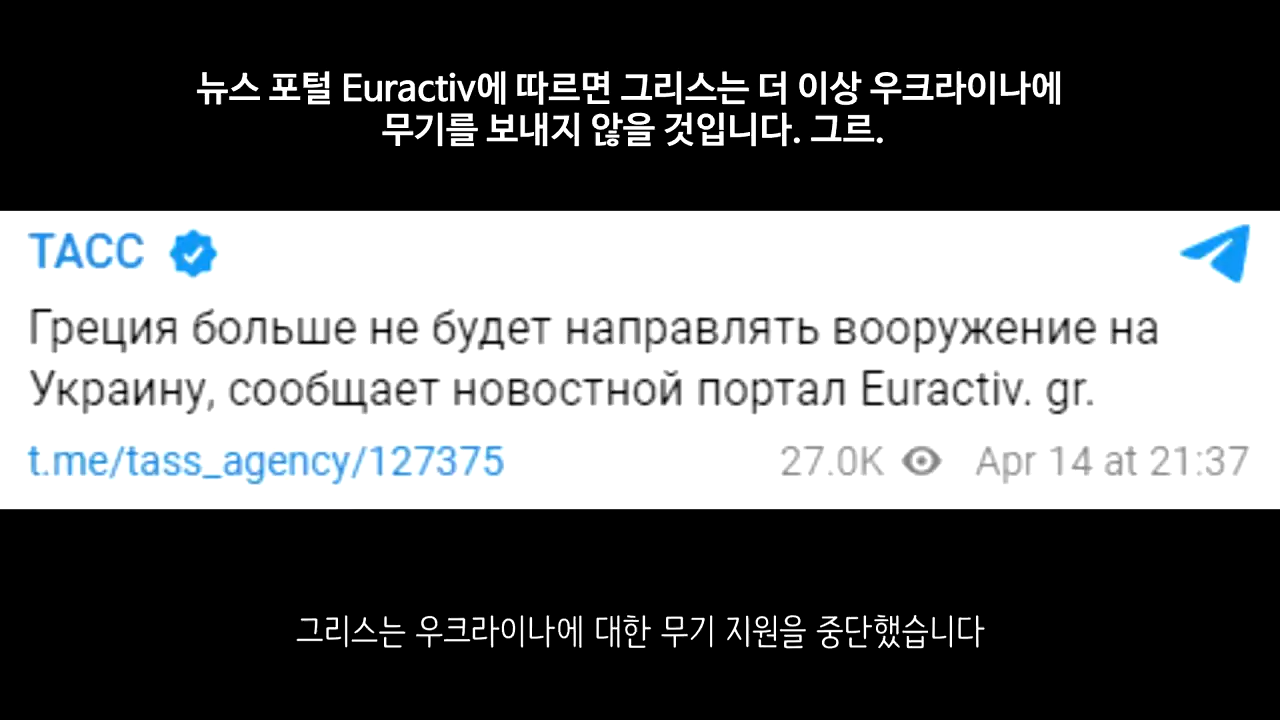 뉴스 포털 Euractiv에 따르면 그리스는 더 이상 우크라이나에
무기를 보내지 않을 것입니다. 그르.
ТАСС
Греция больше не будет направлять вооружение на
Украину, сообщает новостной портал Euractiv. gr.
t.me/tass_agency/127375 27.0K Apr 14 at 21:37
그리스는 우크라이나에 대한 무기 지원을 중단했습니다